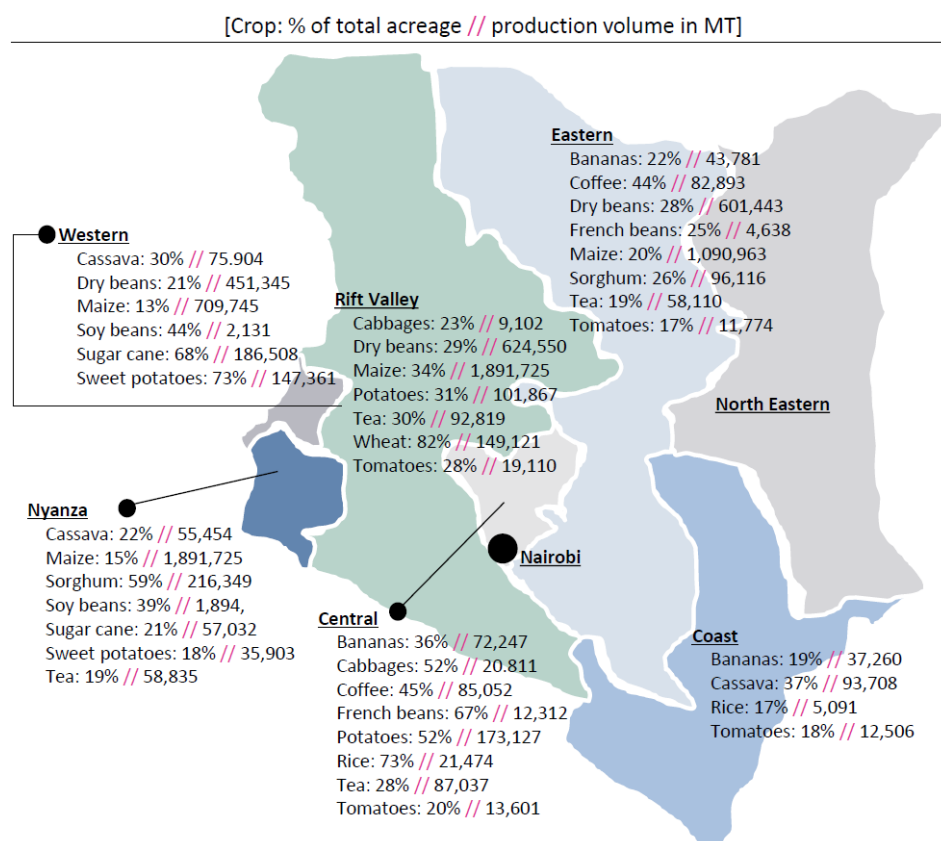 [Crop: % of total acreage // production volume in MT]
Eastern
Bananas: 22% // 43,781
Coffee: 44% // 82,893
Dry beans: 28% // 601,443
French beans: 25% // 4,638
Maize: 20% // 1,090,963
Sorghum: 26% // 96,116
Tea: 19% // 58,110
Tomatoes: 17% // 11,774
Western
Cassava: 30% // 75.904
Dry beans: 21% // 451,345
Maize: 13% // 709,745
Soy beans: 44% // 2,131
Sugar cane: 68% // 186,508
Sweet potatoes: 73% // 147,361
Rift Valley
Cabbages: 23% // 9,102
Dry beans: 29% // 624,550
Maize: 34% // 1,891,725
Potatoes: 31% // 101,867
Tea: 30% // 92,819
Wheat: 82% // 149,121
Tomatoes: 28% // 19,110
North Eastern
Nyanza
Cassava: 22% // 55,454
Maize: 15% // 1,891,725
Sorghum: 59% // 216,349
Soy beans: 39% // 1,894,
Sugar cane: 21% // 57,032
Sweet potatoes: 18% // 35,903
Tea: 19% // 58,835
Nairobi
Central
Bananas: 36% // 72,247
Cabbages: 52% // 20.811
Coffee: 45% // 85,052
French beans: 67% // 12,312
Potatoes: 52% // 173,127
Rice: 73% // 21,474
Tea: 28% // 87,037
Tomatoes: 20% // 13,601
Coast
Bananas: 19% // 37,260
Cassava: 37% // 93,708
Rice: 17% // 5,091
Tomatoes: 18% // 12,506